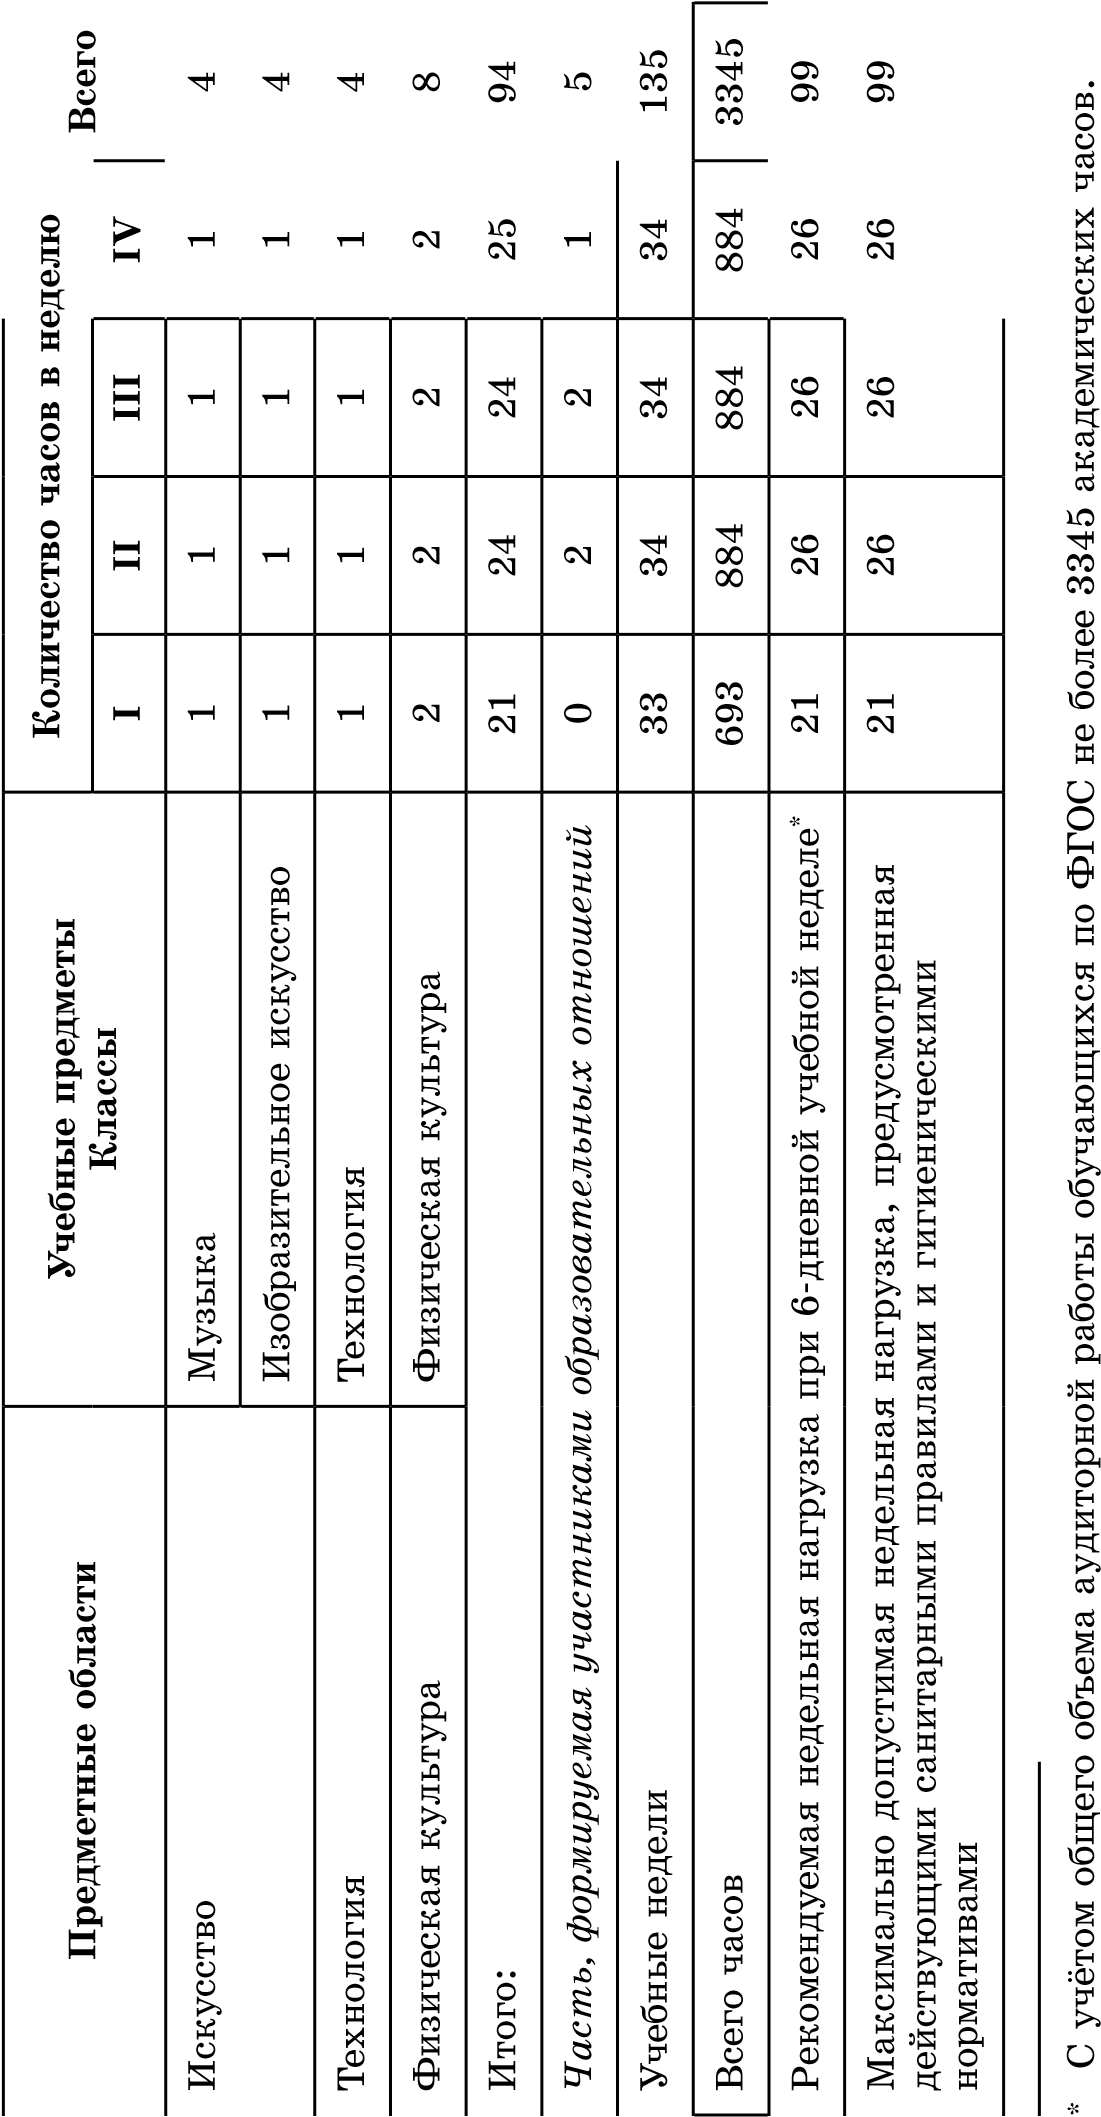 Предметные области Учебные предметы Количество часов в неделю Всего
Классы I II III IV
Искусство Музыка 1 1 1 1 4
Изобразительное искусство 1 1 1 1 4
Технология Технология 1 1 1 1 4
Физическая культура Физическая культура 2 2 2 2 8
Итого: 21 24 24 25 94
Часть, формируемая участниками образовательных отношений 0 2 2 1 5
Учебные недели 33 34 34 34 135
Всего часов 693 884 884 884 3345
Рекомендуемая недельная нагрузка при 6-дневной учебной неделе* 21 26 26 26 99
Максимально допустимая недельная нагрузка, предусмотренная 21 26 26 26 99
действующими санитарными правилами и гигиеническими
нормативами
* С учётом общего объема аудиторной работы обучающихся по ФГОС не более 3345 академических часов.